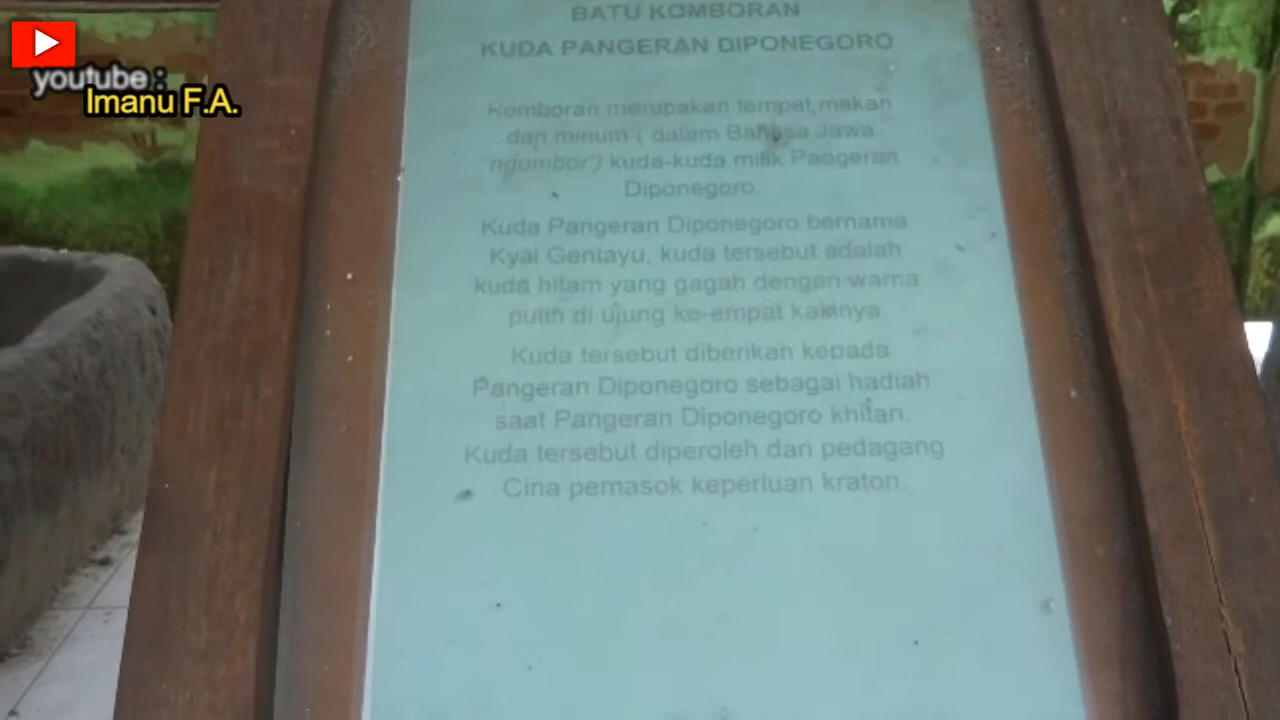 youtube :
Imanu F.A.
BATU KOMBORAN
KUDA PANGERAN DIPONEGORO
Komboran merupakan tempat makan
dan minum ( dalam Bahasa Jawa
'ngombor') kuda-kuda milik Pangeran
Diponegoro.
Kuda Pangeran Diponegoro bernama
Kyai Gentayu, kuda tersebut adalah
kuda hitam yang gagah dengan warna
putih di ujung ke-empat kakinya.
Kuda tersebut diberikan kepada
Pangeran Diponegoro sebagai hadiah
saat Pangeran Diponegoro khitan.
Kuda tersebut diperoleh dari pedagang
Cina pemasok keperluan kraton.